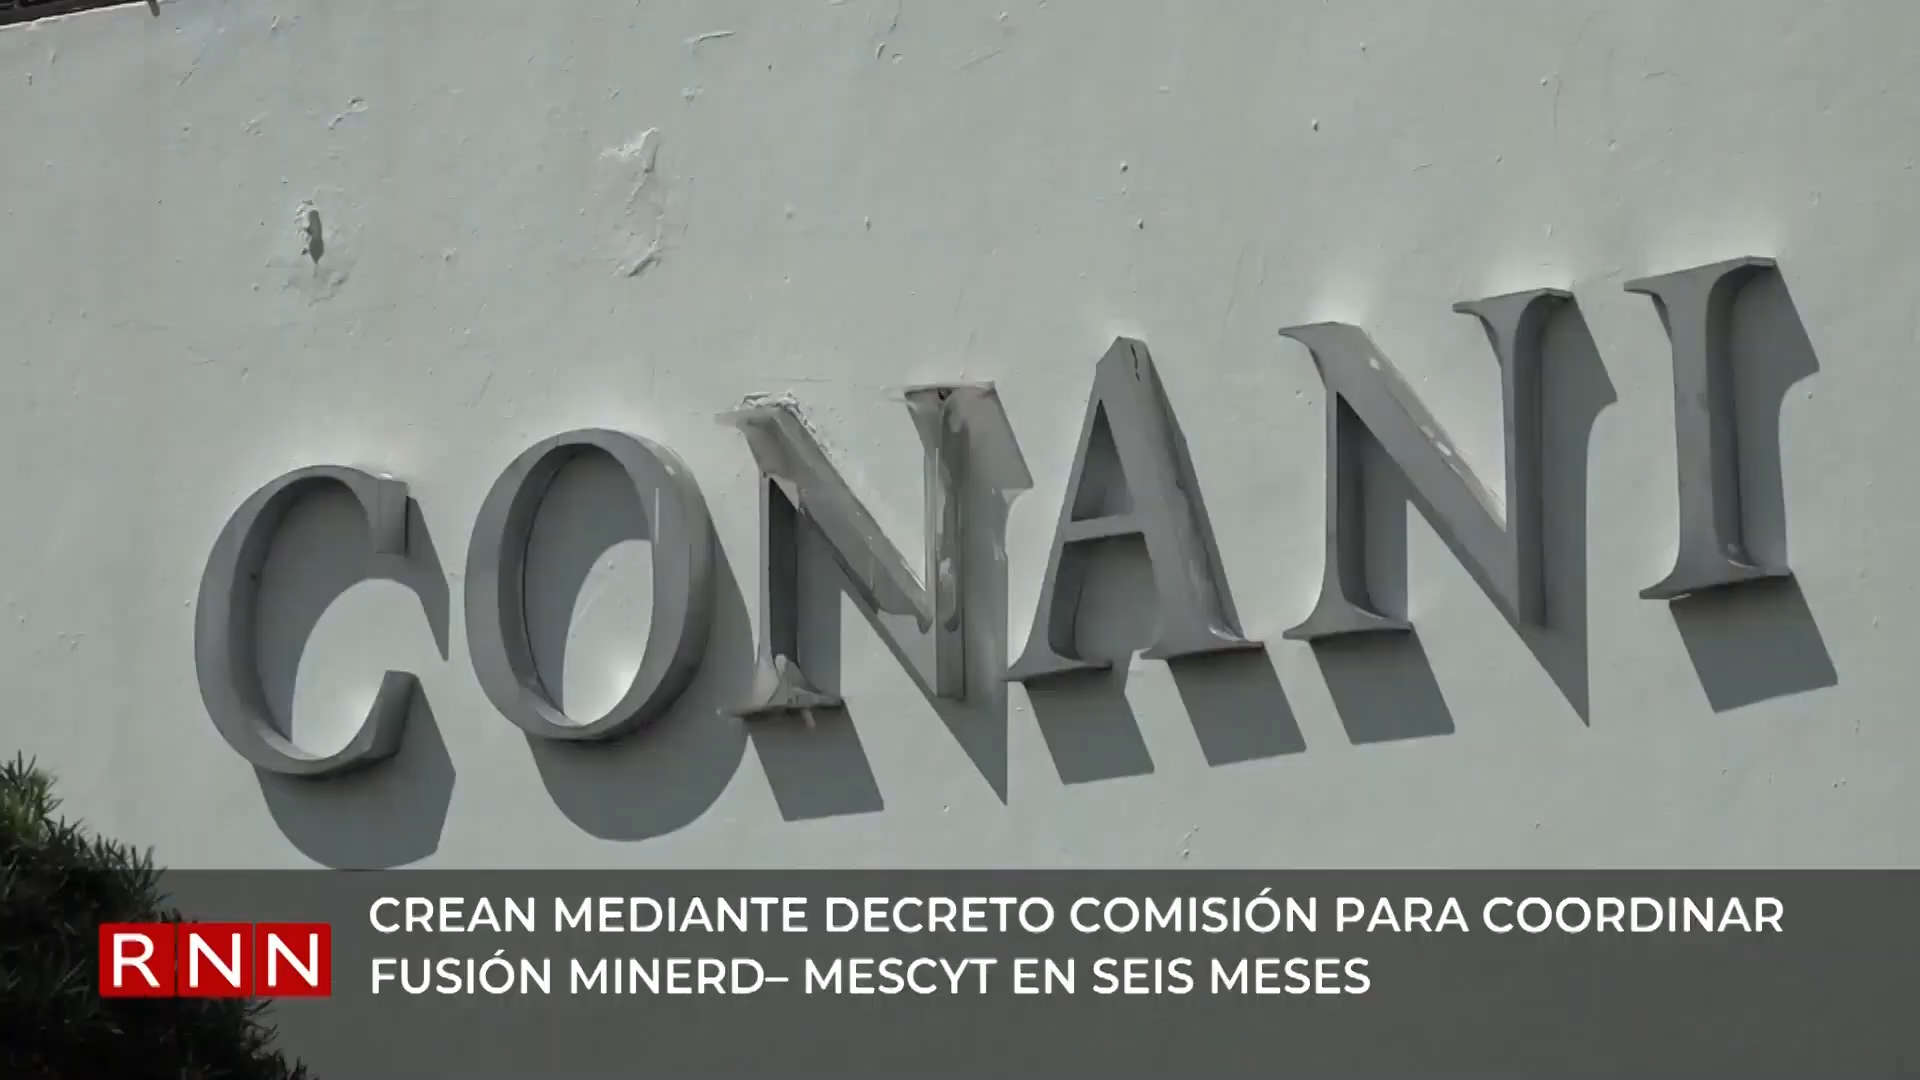 CONANI
RNN
CREAN MEDIANTE DECRETO COMISIÓN PARA COORDINAR
FUSIÓN MINERD– MESCYT EN SEIS MESES